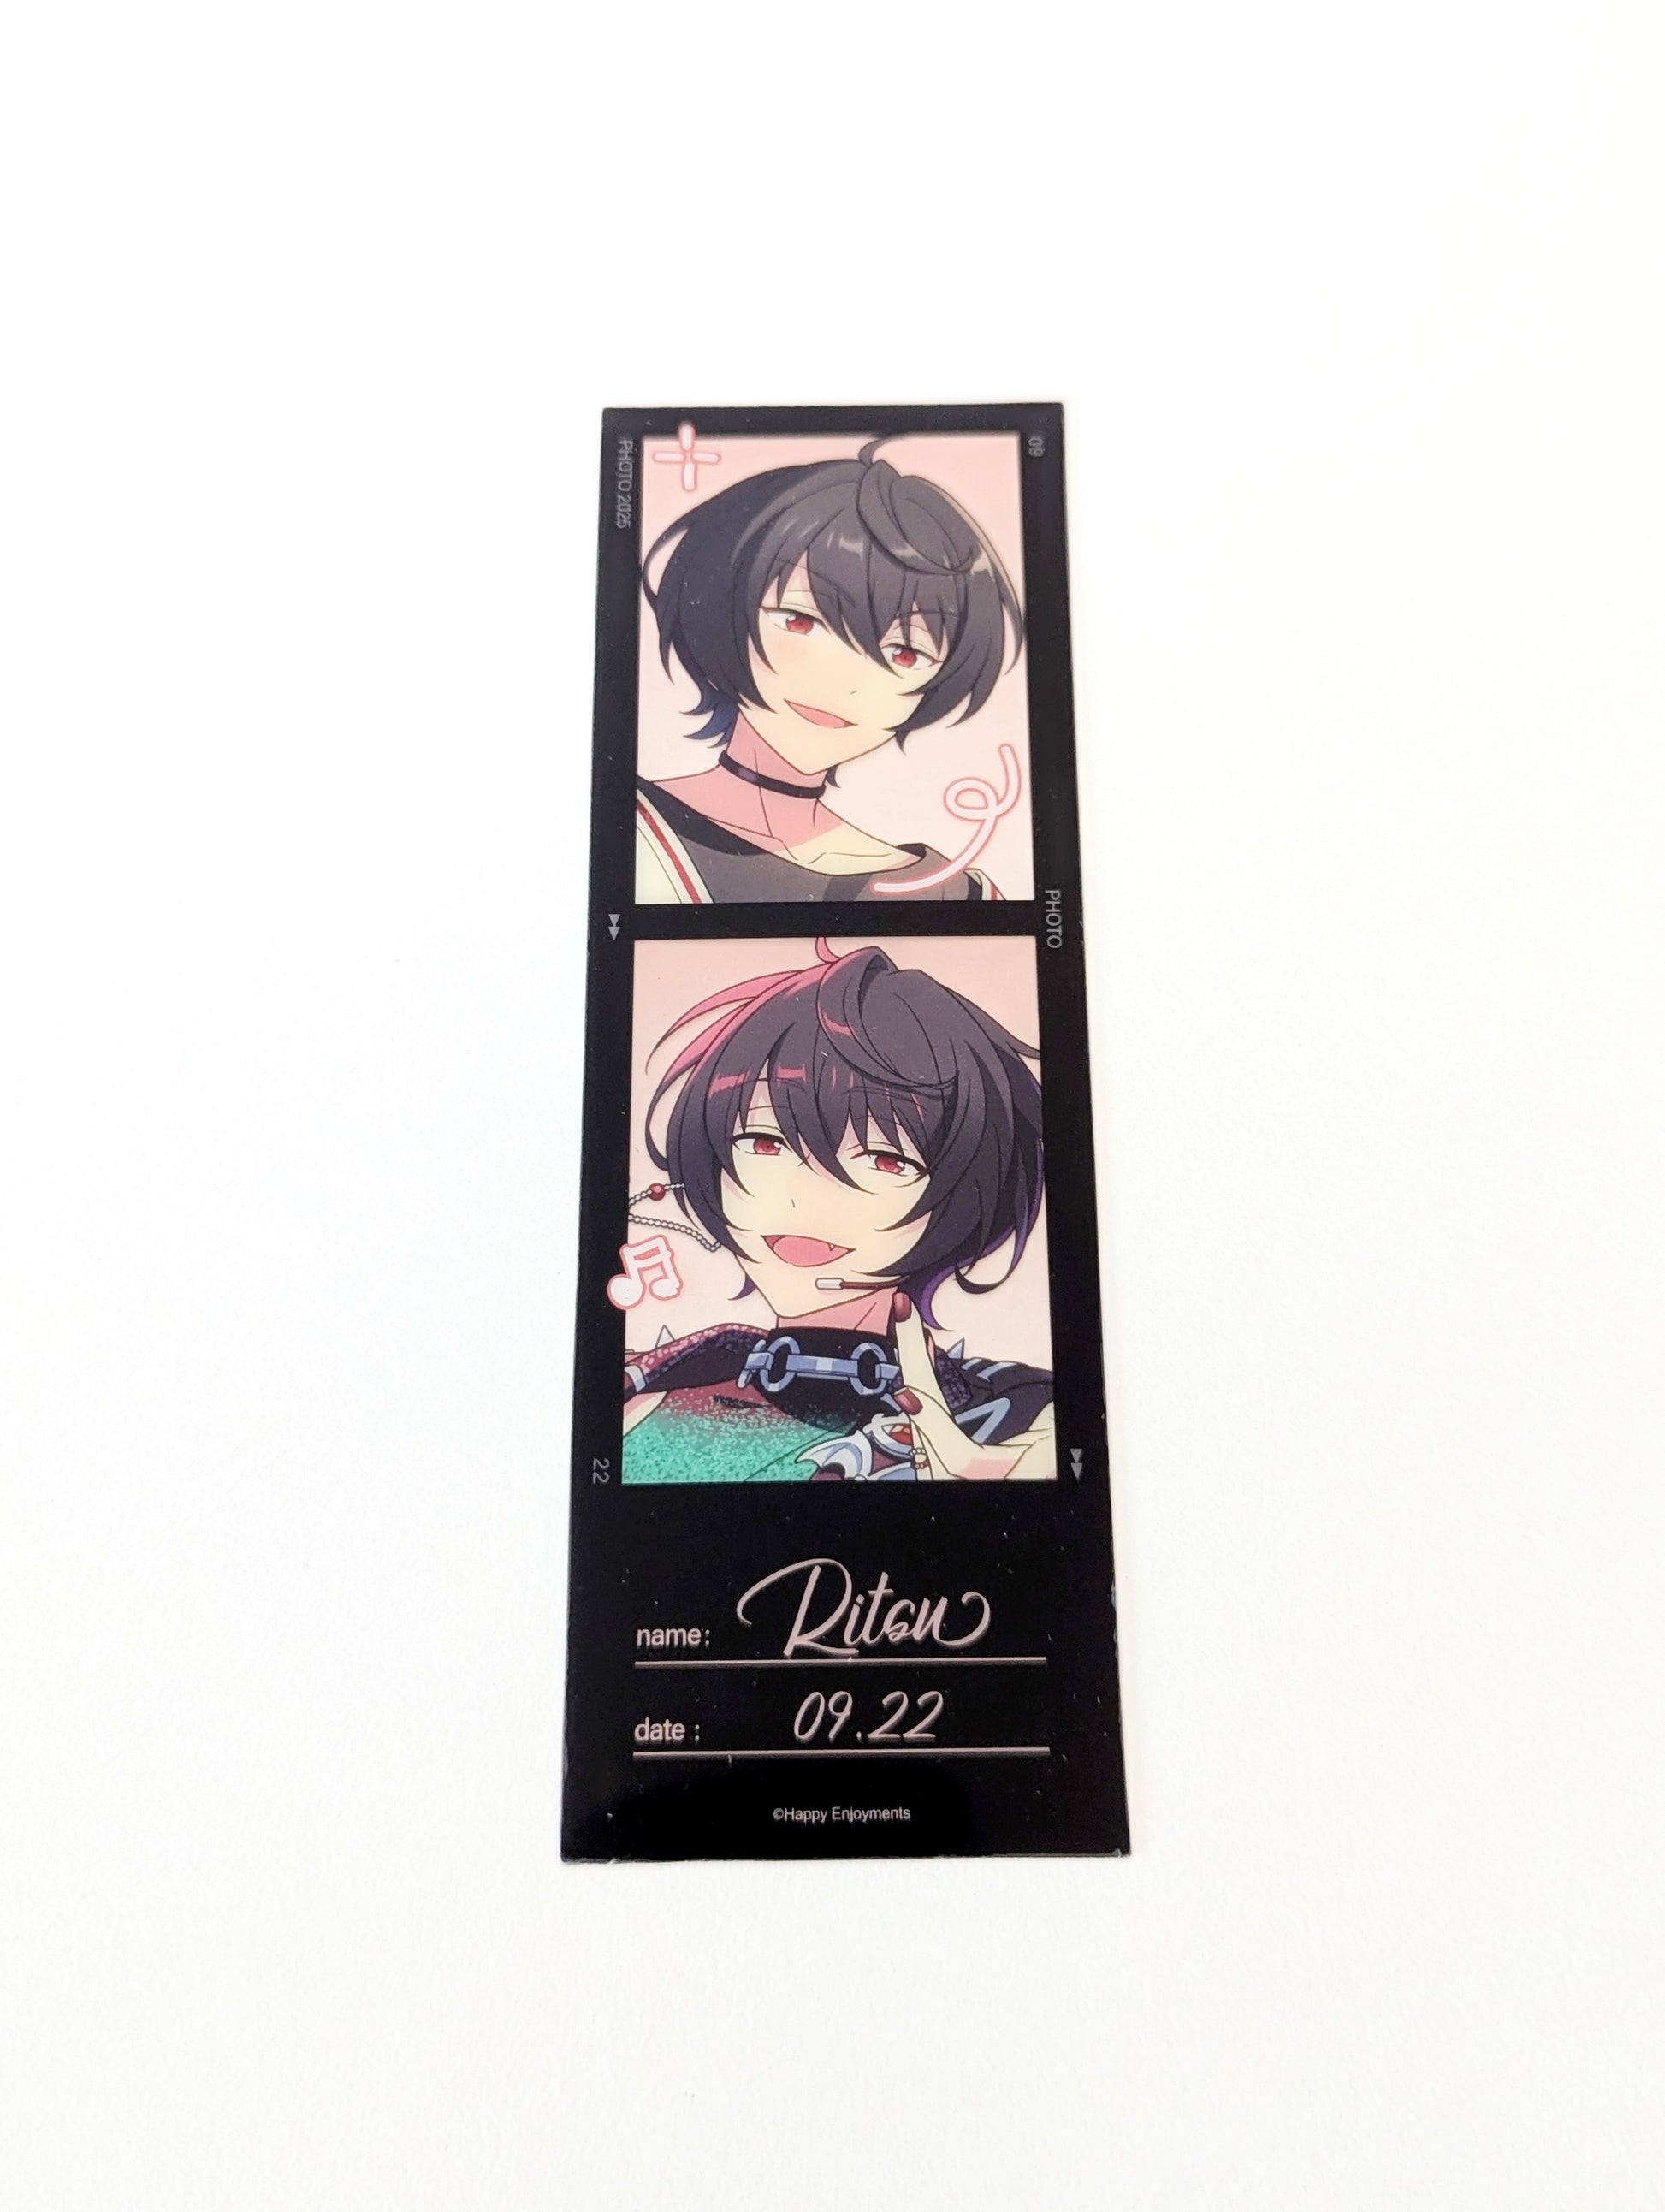 PHOTO 2025
09
PHOTO
22
name: Ritsu
date : 09.22
©Happy Enjoyments